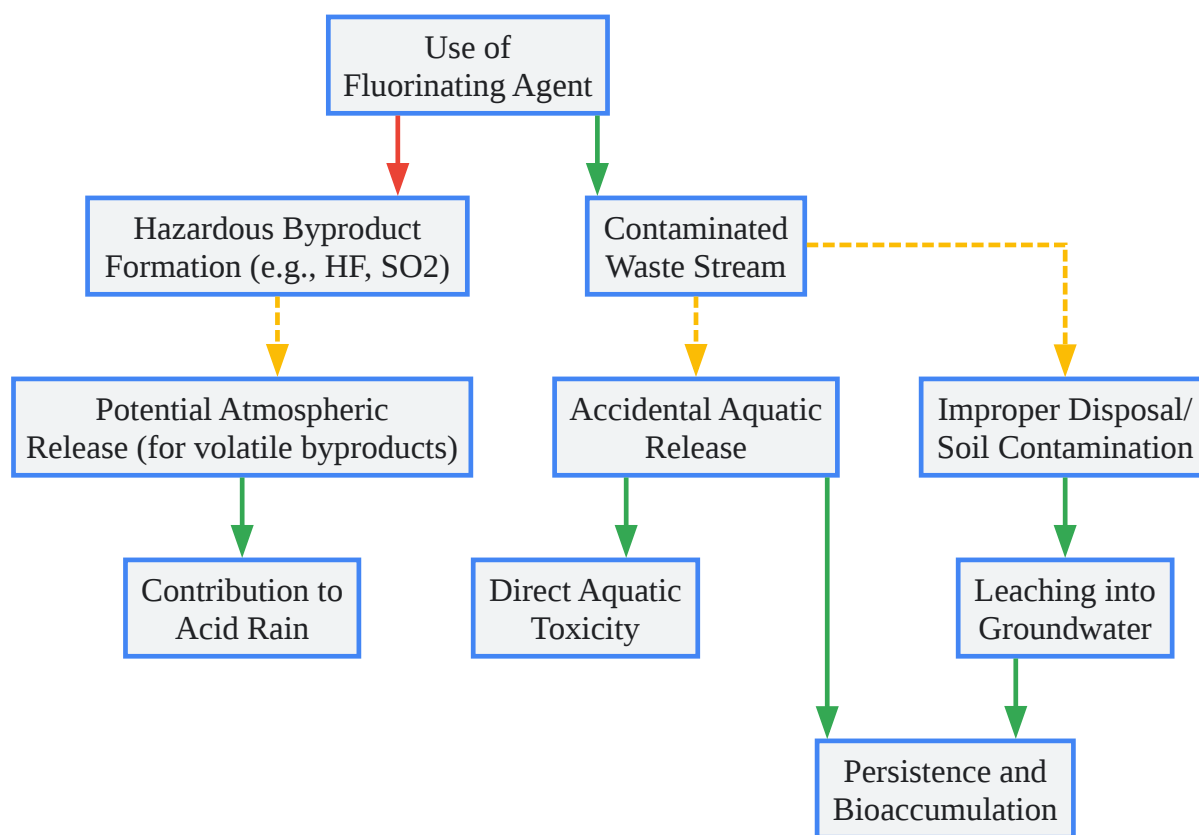 Use of
Fluorinating Agent
Hazardous Byproduct
Formation (e.g., HF, SO2)
Contaminated
Waste Stream
Potential Atmospheric
Release (for volatile byproducts)
Accidental Aquatic
Release
Improper Disposal/
Soil Contamination
Contribution to
Acid Rain
Direct Aquatic
Toxicity
Leaching into
Groundwater
Persistence and
Bioaccumulation